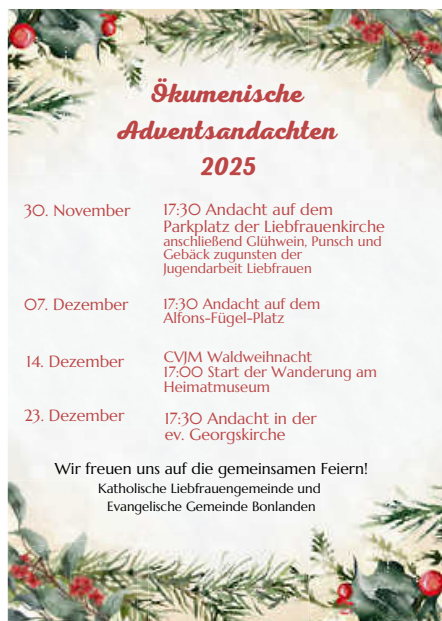 Ökumenische
Adventsandachten
2025
30. November
17:30 Andacht auf dem
Parkplatz der Liebfrauenkirche
anschließend Glühwein, Punsch und
Gebäck zugunsten der
Jugendarbeit Liebfrauen
07. Dezember
17:30 Andacht auf dem
Alfons-Fügel-Platz
14. Dezember
CVJM Waldweihnacht
17:00 Start der Wanderung am
Heimatmuseum
23. Dezember
17:30 Andacht in der
ev. Georgskirche
Wir freuen uns auf die gemeinsamen Feiern!
Katholische Liebfrauengemeinde und
Evangelische Gemeinde Bonlanden